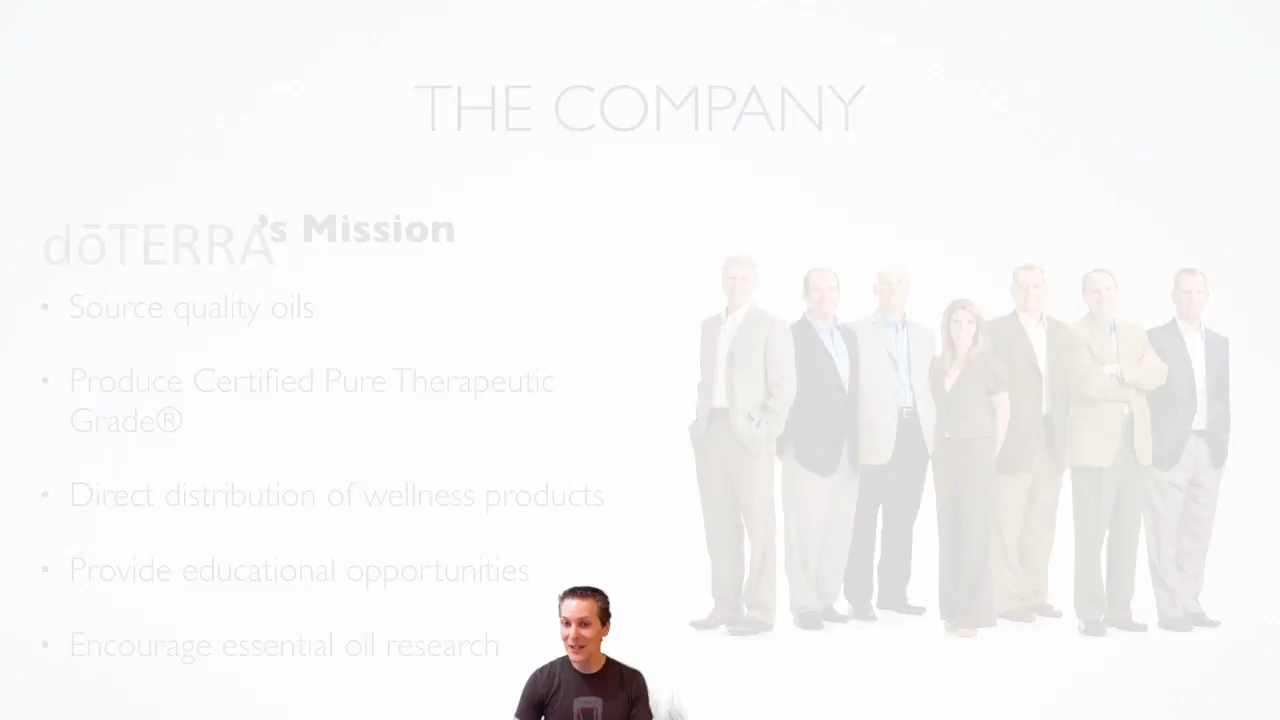 THE COMPANY
dōTERRA's Mission
• Source quality oils
• Produce Certified Pure Therapeutic
Grade®
• Direct distribution of wellness products
• Provide educational opportunities
• Encourage essential oil research